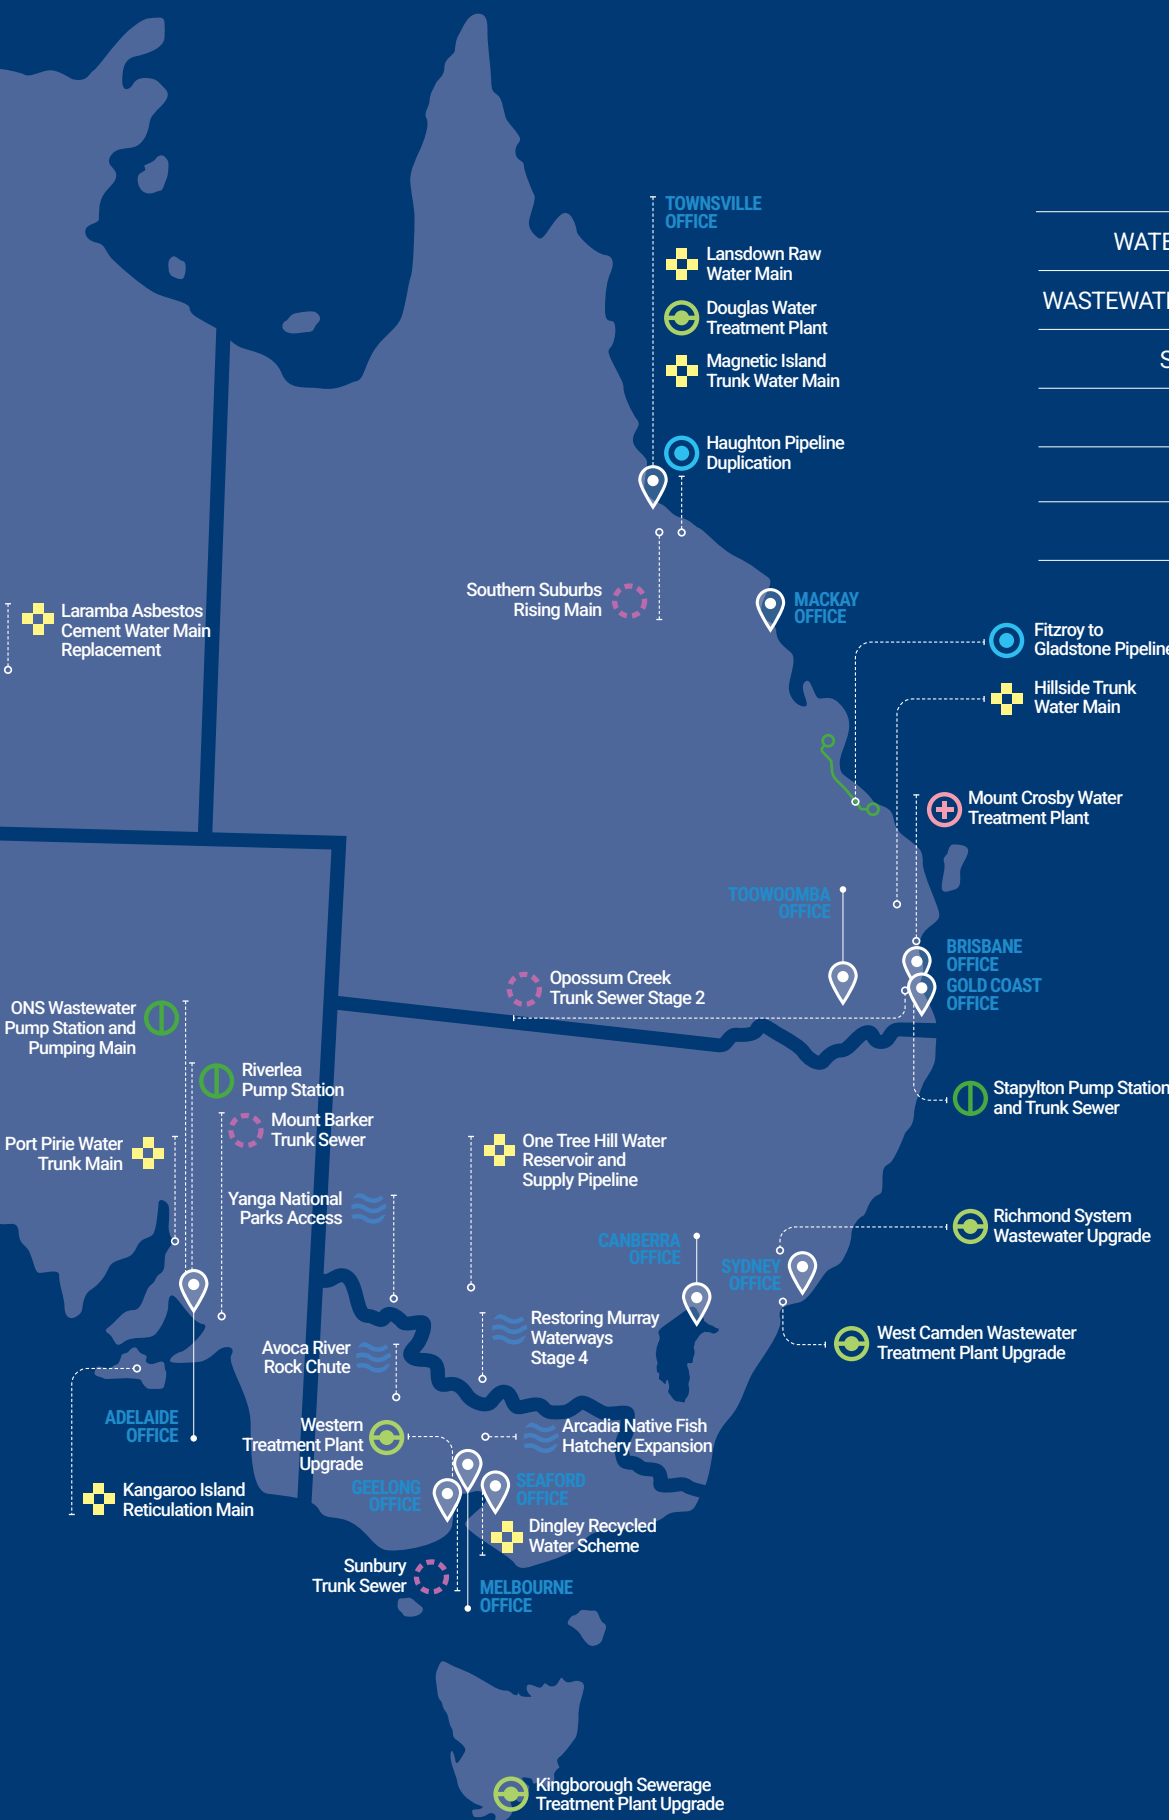 TOWNSVILLE
OFFICE
Lansdown Raw
Water Main
Douglas Water
Treatment Plant
Magnetic Island
Trunk Water Main
Haughton Pipeline
Duplication
WATE
WASTEWATE
S
Southern Suburbs
Rising Main
MACKAY
OFFICE
Laramba Asbestos
Cement Water Main
Replacement
Fitzroy to
Gladstone Pipeline
Hillside Trunk
Water Main
Mount Crosby Water
Treatment Plant
TOOWOOMBA
OFFICE
BRISBANE
OFFICE
GOLD COAST
OFFICE
Opossum Creek
Trunk Sewer Stage 2
ONS Wastewater
Pump Station and
Pumping Main
Riverlea
Pump Station
Mount Barker
Trunk Sewer
Port Pirie Water
Trunk Main
Stapylton Pump Station
and Trunk Sewer
One Tree Hill Water
Reservoir and
Supply Pipeline
Yanga National
Parks Access
Richmond System
Wastewater Upgrade
CANBERRA
OFFICE
SYDNEY
OFFICE
Restoring Murray
Waterways
Stage 4
West Camden Wastewater
Treatment Plant Upgrade
Avoca River
Rock Chute
ADELAIDE
OFFICE
Western
Treatment Plant
Upgrade
Arcadia Native Fish
Hatchery Expansion
Kangaroo Island
Reticulation Main
GEELONG
OFFICE
SEAFORD
OFFICE
Dingley Recycled
Water Scheme
Sunbury
Trunk Sewer
MELBOURNE
OFFICE
Kingborough Sewerage
Treatment Plant Upgrade